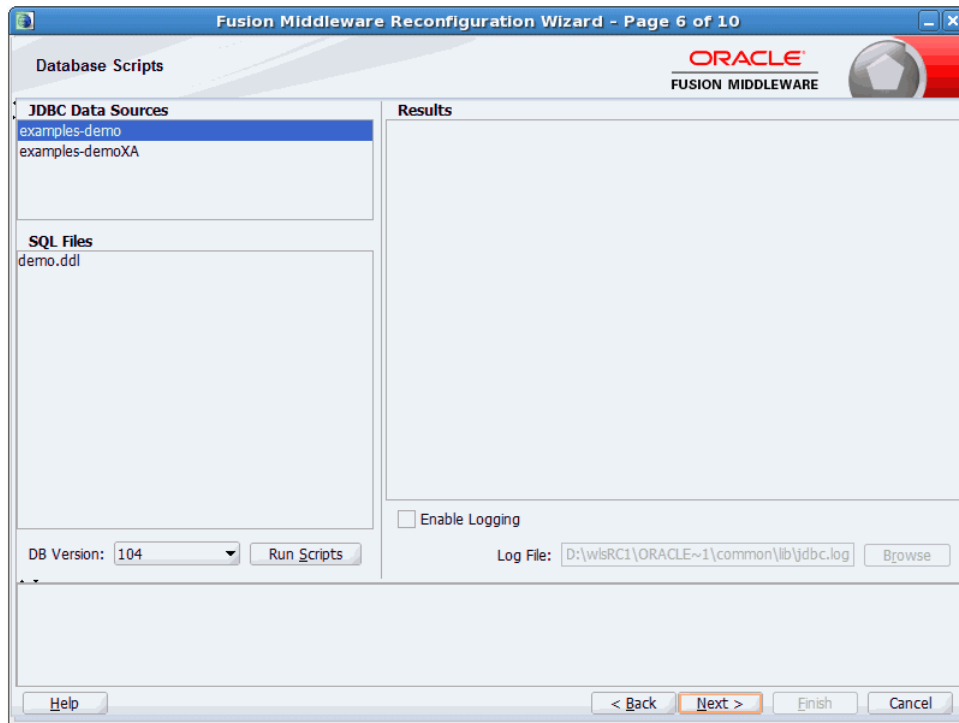 Fusion Middleware Reconfiguration Wizard - Page 6 of 10
Database Scripts
ORACLE
FUSION MIDDLEWARE
JDBC Data Sources
examples-demo
examples-demoXA
SQL Files
demo.ddl
DB Version: 104 Run Scripts
Results
Enable Logging
Log File: D:\wlsRC1\ORACLE~1\common\lib\jdbc.log Browse
Help < Back Next > Finish Cancel